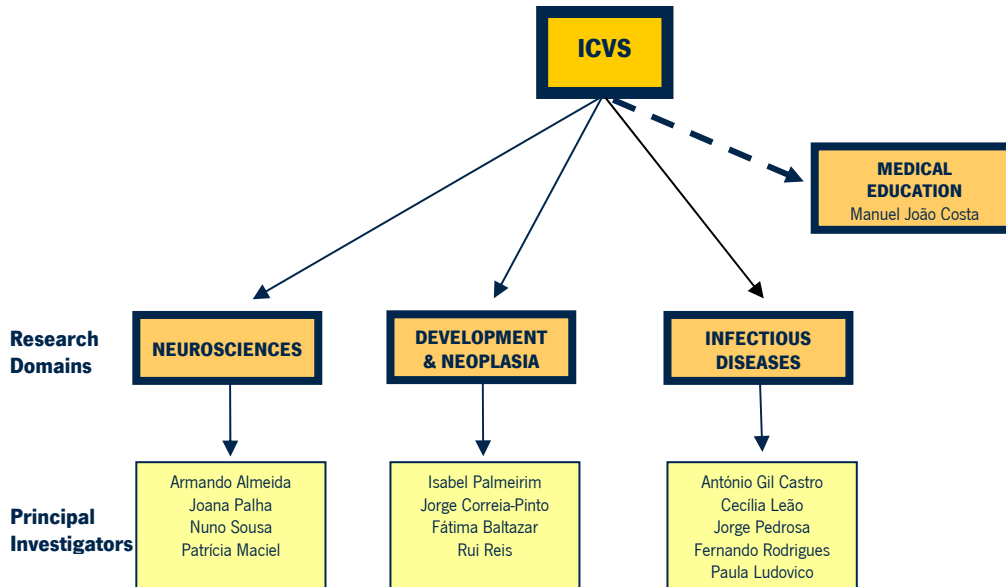 ICVS
MEDICAL
EDUCATION
Manuel João Costa
Research
Domains
NEUROSCIENCES
DEVELOPMENT
& NEOPLASIA
INFECTIOUS
DISEASES
Principal
Investigators
Armando Almeida
Joana Palha
Nuno Sousa
Patrícia Maciel
Isabel Palmeirim
Jorge Correia-Pinto
Fátima Baltazar
Rui Reis
António Gil Castro
Cecília Leão
Jorge Pedrosa
Fernando Rodrigues
Paula Ludovico